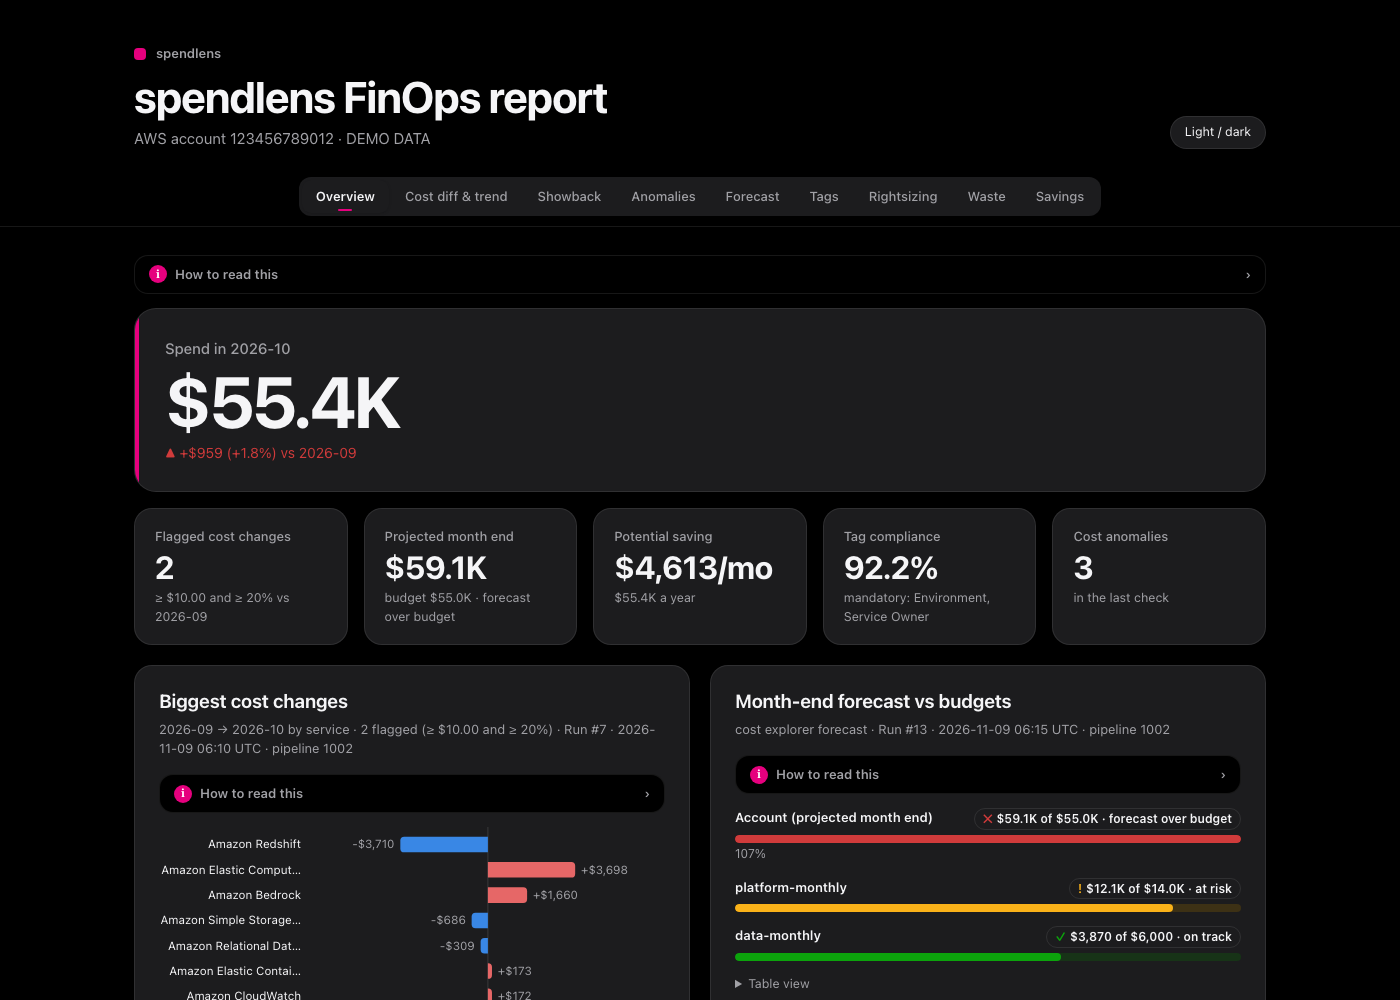 spendlens
spendlens FinOps report
AWS account 123456789012 · DEMO DATA
Light / dark
Overview Cost diff & trend Showback Anomalies Forecast Tags Rightsizing Waste Savings
i How to read this ›
Spend in 2026-10
$55.4K
▲ +$959 (+1.8%) vs 2026-09
Flagged cost changes
2
≥ $10.00 and ≥ 20% vs
2026-09
Projected month end
$59.1K
budget $55.0K · forecast
over budget
Potential saving
$4,613/mo
$55.4K a year
Tag compliance
92.2%
mandatory: Environment,
Service Owner
Cost anomalies
3
in the last check
Biggest cost changes
2026-09 → 2026-10 by service · 2 flagged (≥ $10.00 and ≥ 20%) · Run #7 · 2026-
11-09 06:10 UTC · pipeline 1002
i How to read this ›
Amazon Redshift -$3,710
Amazon Elastic Comput... +$3,698
Amazon Bedrock +$1,660
Amazon Simple Storage... -$686
Amazon Relational Dat... -$309
Amazon Elastic Contai... +$173
Amazon CloudWatch +$172
Month-end forecast vs budgets
cost explorer forecast · Run #13 · 2026-11-09 06:15 UTC · pipeline 1002
i How to read this ›
Account (projected month end) ✕ $59.1K of $55.0K · forecast over budget
107%
platform-monthly ! $12.1K of $14.0K · at risk
data-monthly ✓ $3,870 of $6,000 · on track
▶ Table view